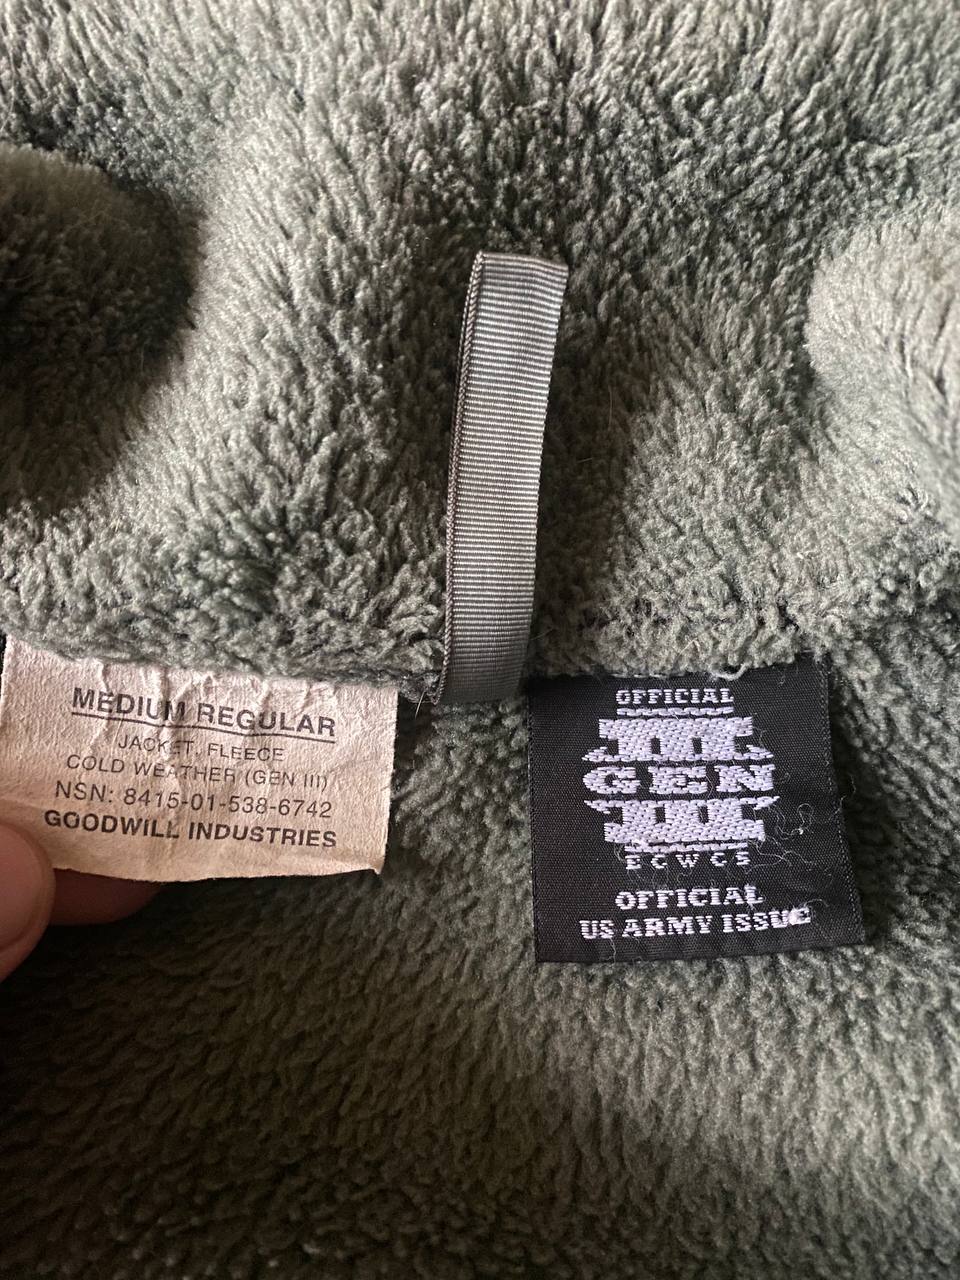 MEDIUM REGULAR
JACKET, FLEECE
COLD WEATHER (GEN III)
NSN: 8415-01-538-6742
GOODWILL INDUSTRIES
OFFICIAL
III
GEN
III
ECWCS
OFFICIAL
US ARMY ISSUE